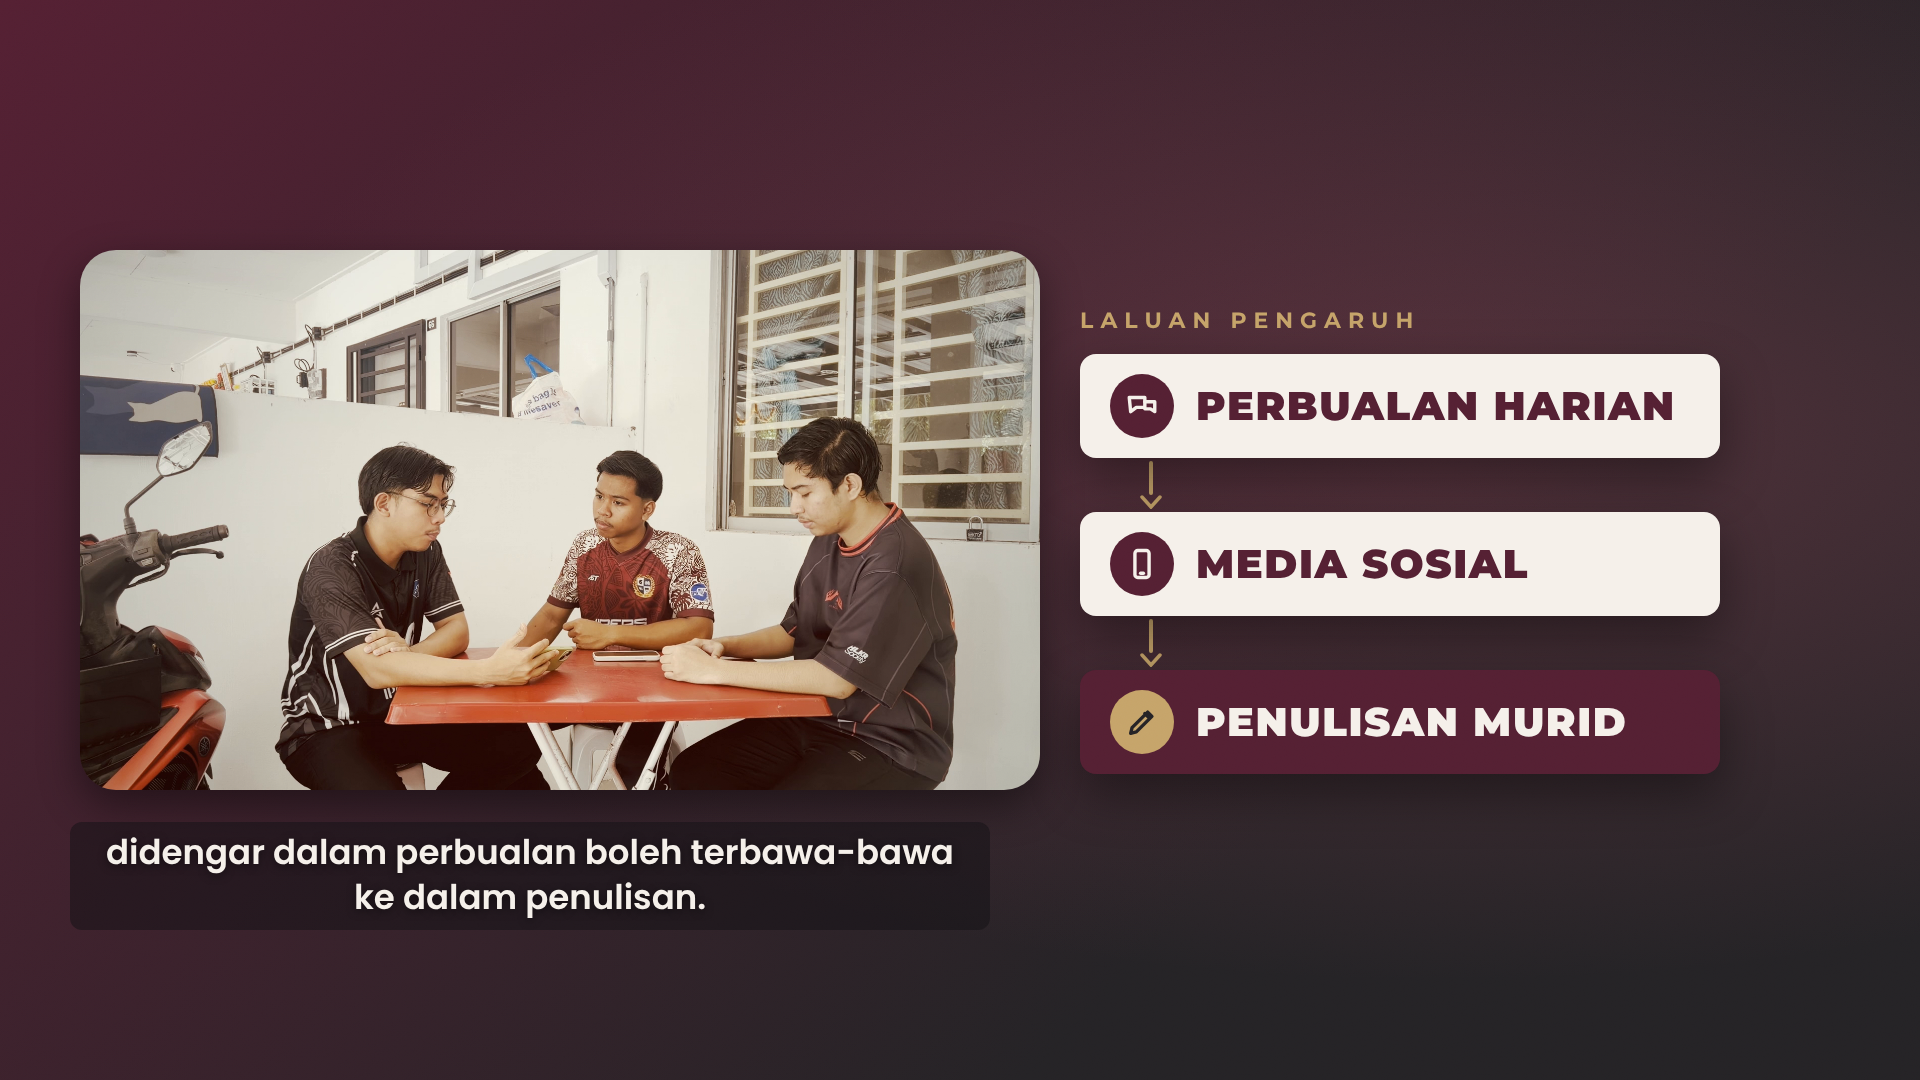 LALUAN PENGARUH
PERBUALAN HARIAN
MEDIA SOSIAL
PENULISAN MURID
didengar dalam perbualan boleh terbawa-bawa
ke dalam penulisan.